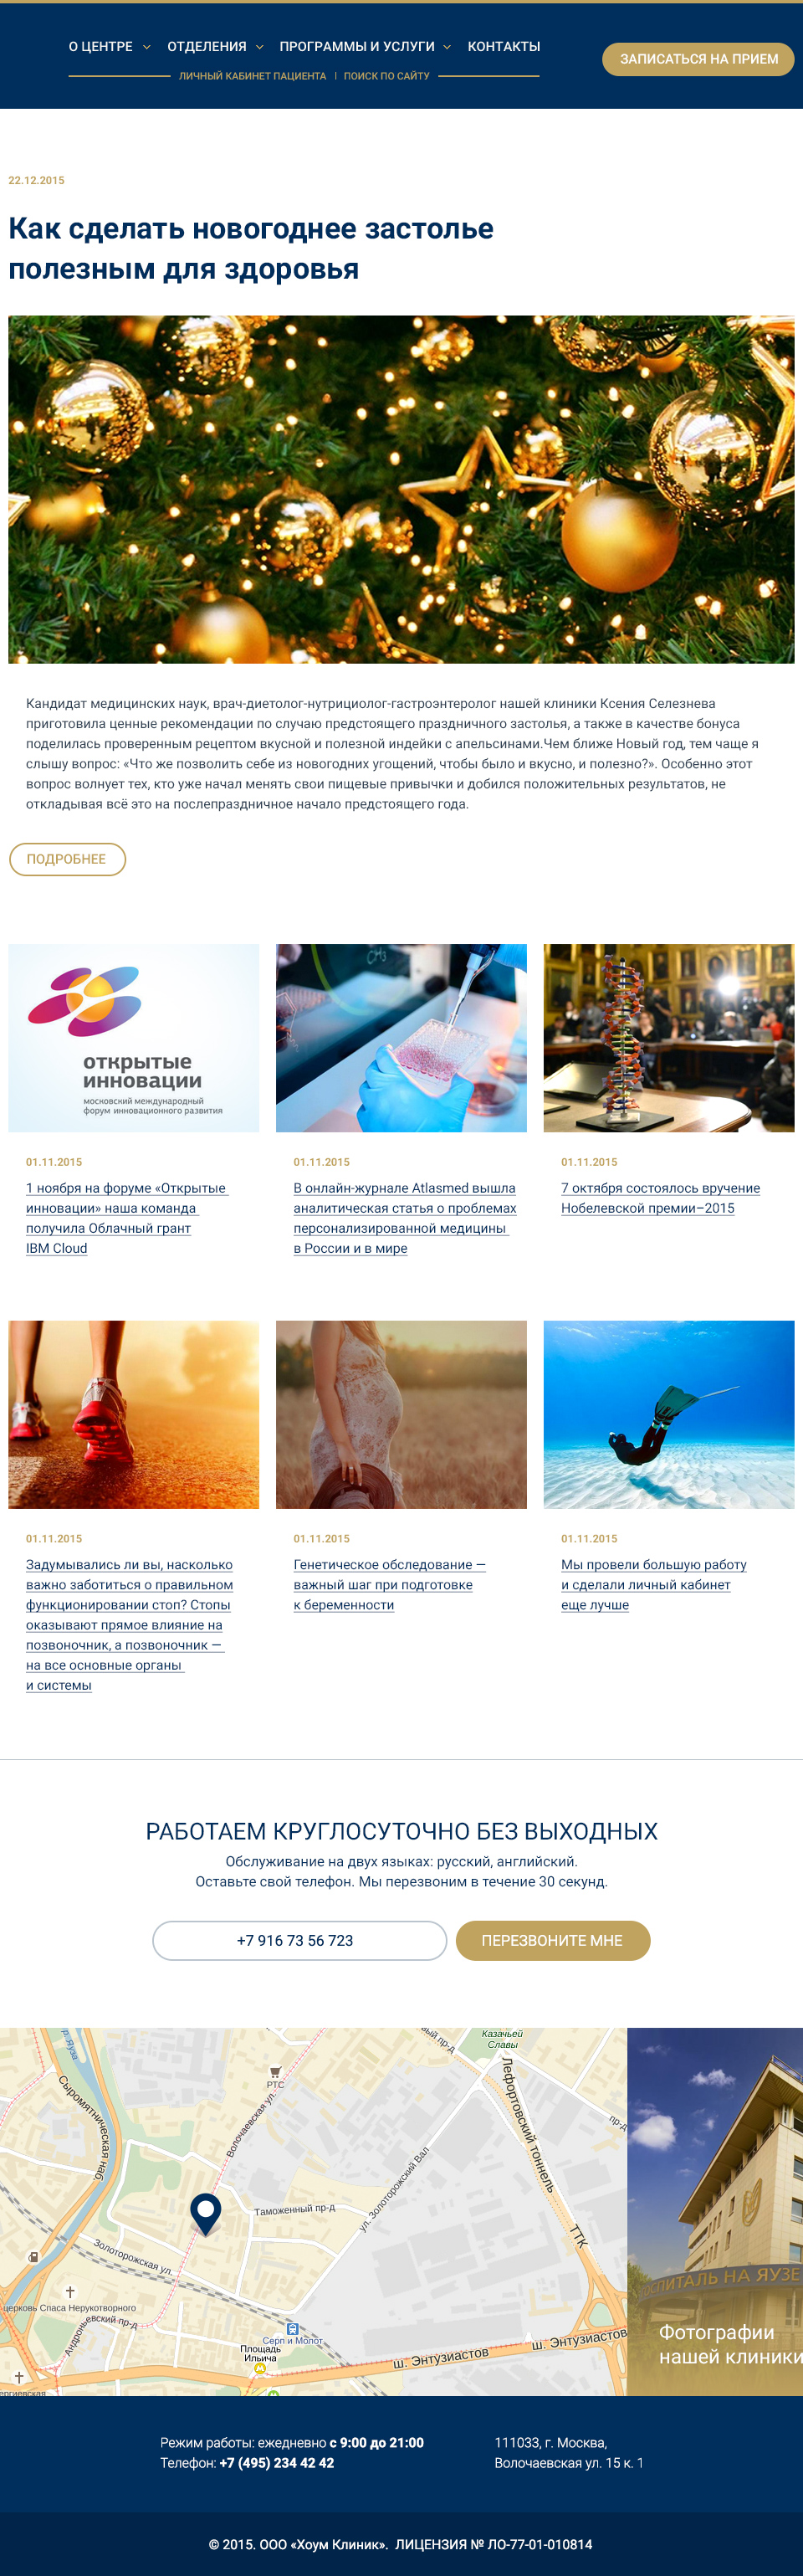 О ЦЕНТРЕ ОТДЕЛЕНИЯ ПРОГРАММЫ И УСЛУГИ КОНТАКТЫ
ЗАПИСАТЬСЯ НА ПРИЕМ
ЛИЧНЫЙ КАБИНЕТ ПАЦИЕНТА | ПОИСК ПО САЙТУ
22.12.2015
Как сделать новогоднее застолье
полезным для здоровья
Кандидат медицинских наук, врач-диетолог-нутрициолог-гастроэнтеролог нашей клиники Ксения Селезнева
приготовила ценные рекомендации по случаю предстоящего праздничного застолья, а также в качестве бонуса
поделилась проверенным рецептом вкусной и полезной индейки с апельсинами.Чем ближе Новый год, тем чаще я
слышу вопрос: «Что же позволить себе из новогодних угощений, чтобы было и вкусно, и полезно?». Особенно этот
вопрос волнует тех, кто уже начал менять свои пищевые привычки и добился положительных результатов, не
откладывая всё это на послепраздничное начало предстоящего года.
ПОДРОБНЕЕ
открытые
инновации
московский международный
форум инновационного развития
CH3
01.11.2015
1 ноября на форуме «Открытые
инновации» наша команда
получила Облачный грант
IBM Cloud
01.11.2015
В онлайн-журнале Atlasmed вышла
аналитическая статья о проблемах
персонализированной медицины
в России и в мире
01.11.2015
7 октября состоялось вручение
Нобелевской премии–2015
01.11.2015
Задумывались ли вы, насколько
важно заботиться о правильном
функционировании стоп? Стопы
оказывают прямое влияние на
позвоночник, а позвоночник —
на все основные органы
и системы
01.11.2015
Генетическое обследование —
важный шаг при подготовке
к беременности
01.11.2015
Мы провели большую работу
и сделали личный кабинет
еще лучше
РАБОТАЕМ КРУГЛОСУТОЧНО БЕЗ ВЫХОДНЫХ
Обслуживание на двух языках: русский, английский.
Оставьте свой телефон. Мы перезвоним в течение 30 секунд.
+7 916 73 56 723
ПЕРЕЗВОНИТЕ МНЕ
р. Яуза
Сыромятническая наб.
РТС
Волочаевская ул.
вый пр-д
Казачьей
Славы
Лефортовский тоннель
пр-д
Таможенный пр-д
ул. Золоторожский Вал
ТТК
Золоторожская ул.
церковь Спаса Нерукотворного
Андроньевский пр-д
Серп и Молот
Площадь
Ильича
ш. Энтузиастов
ш. Энтузиастов
ергиевская
ОСПИТАЛЬ НА ЯУЗЕ
Фотографии
нашей клиники
Режим работы: ежедневно с 9:00 до 21:00
Телефон: +7 (495) 234 42 42
111033, г. Москва,
Волочаевская ул. 15 к. 1
© 2015. ООО «Хоум Клиник». ЛИЦЕНЗИЯ № ЛО-77-01-010814